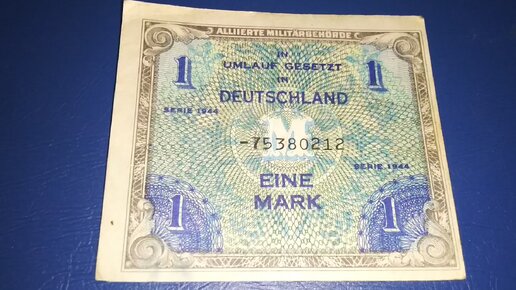 ALLIIERTE MILITÄRBEHÖRDE
1 IN 1
UMLAUF GESETZT
IN
DEUTSCHLAND
SERIE 1944
M
-75380212
SERIE 1944
EINE
MARK
1 1